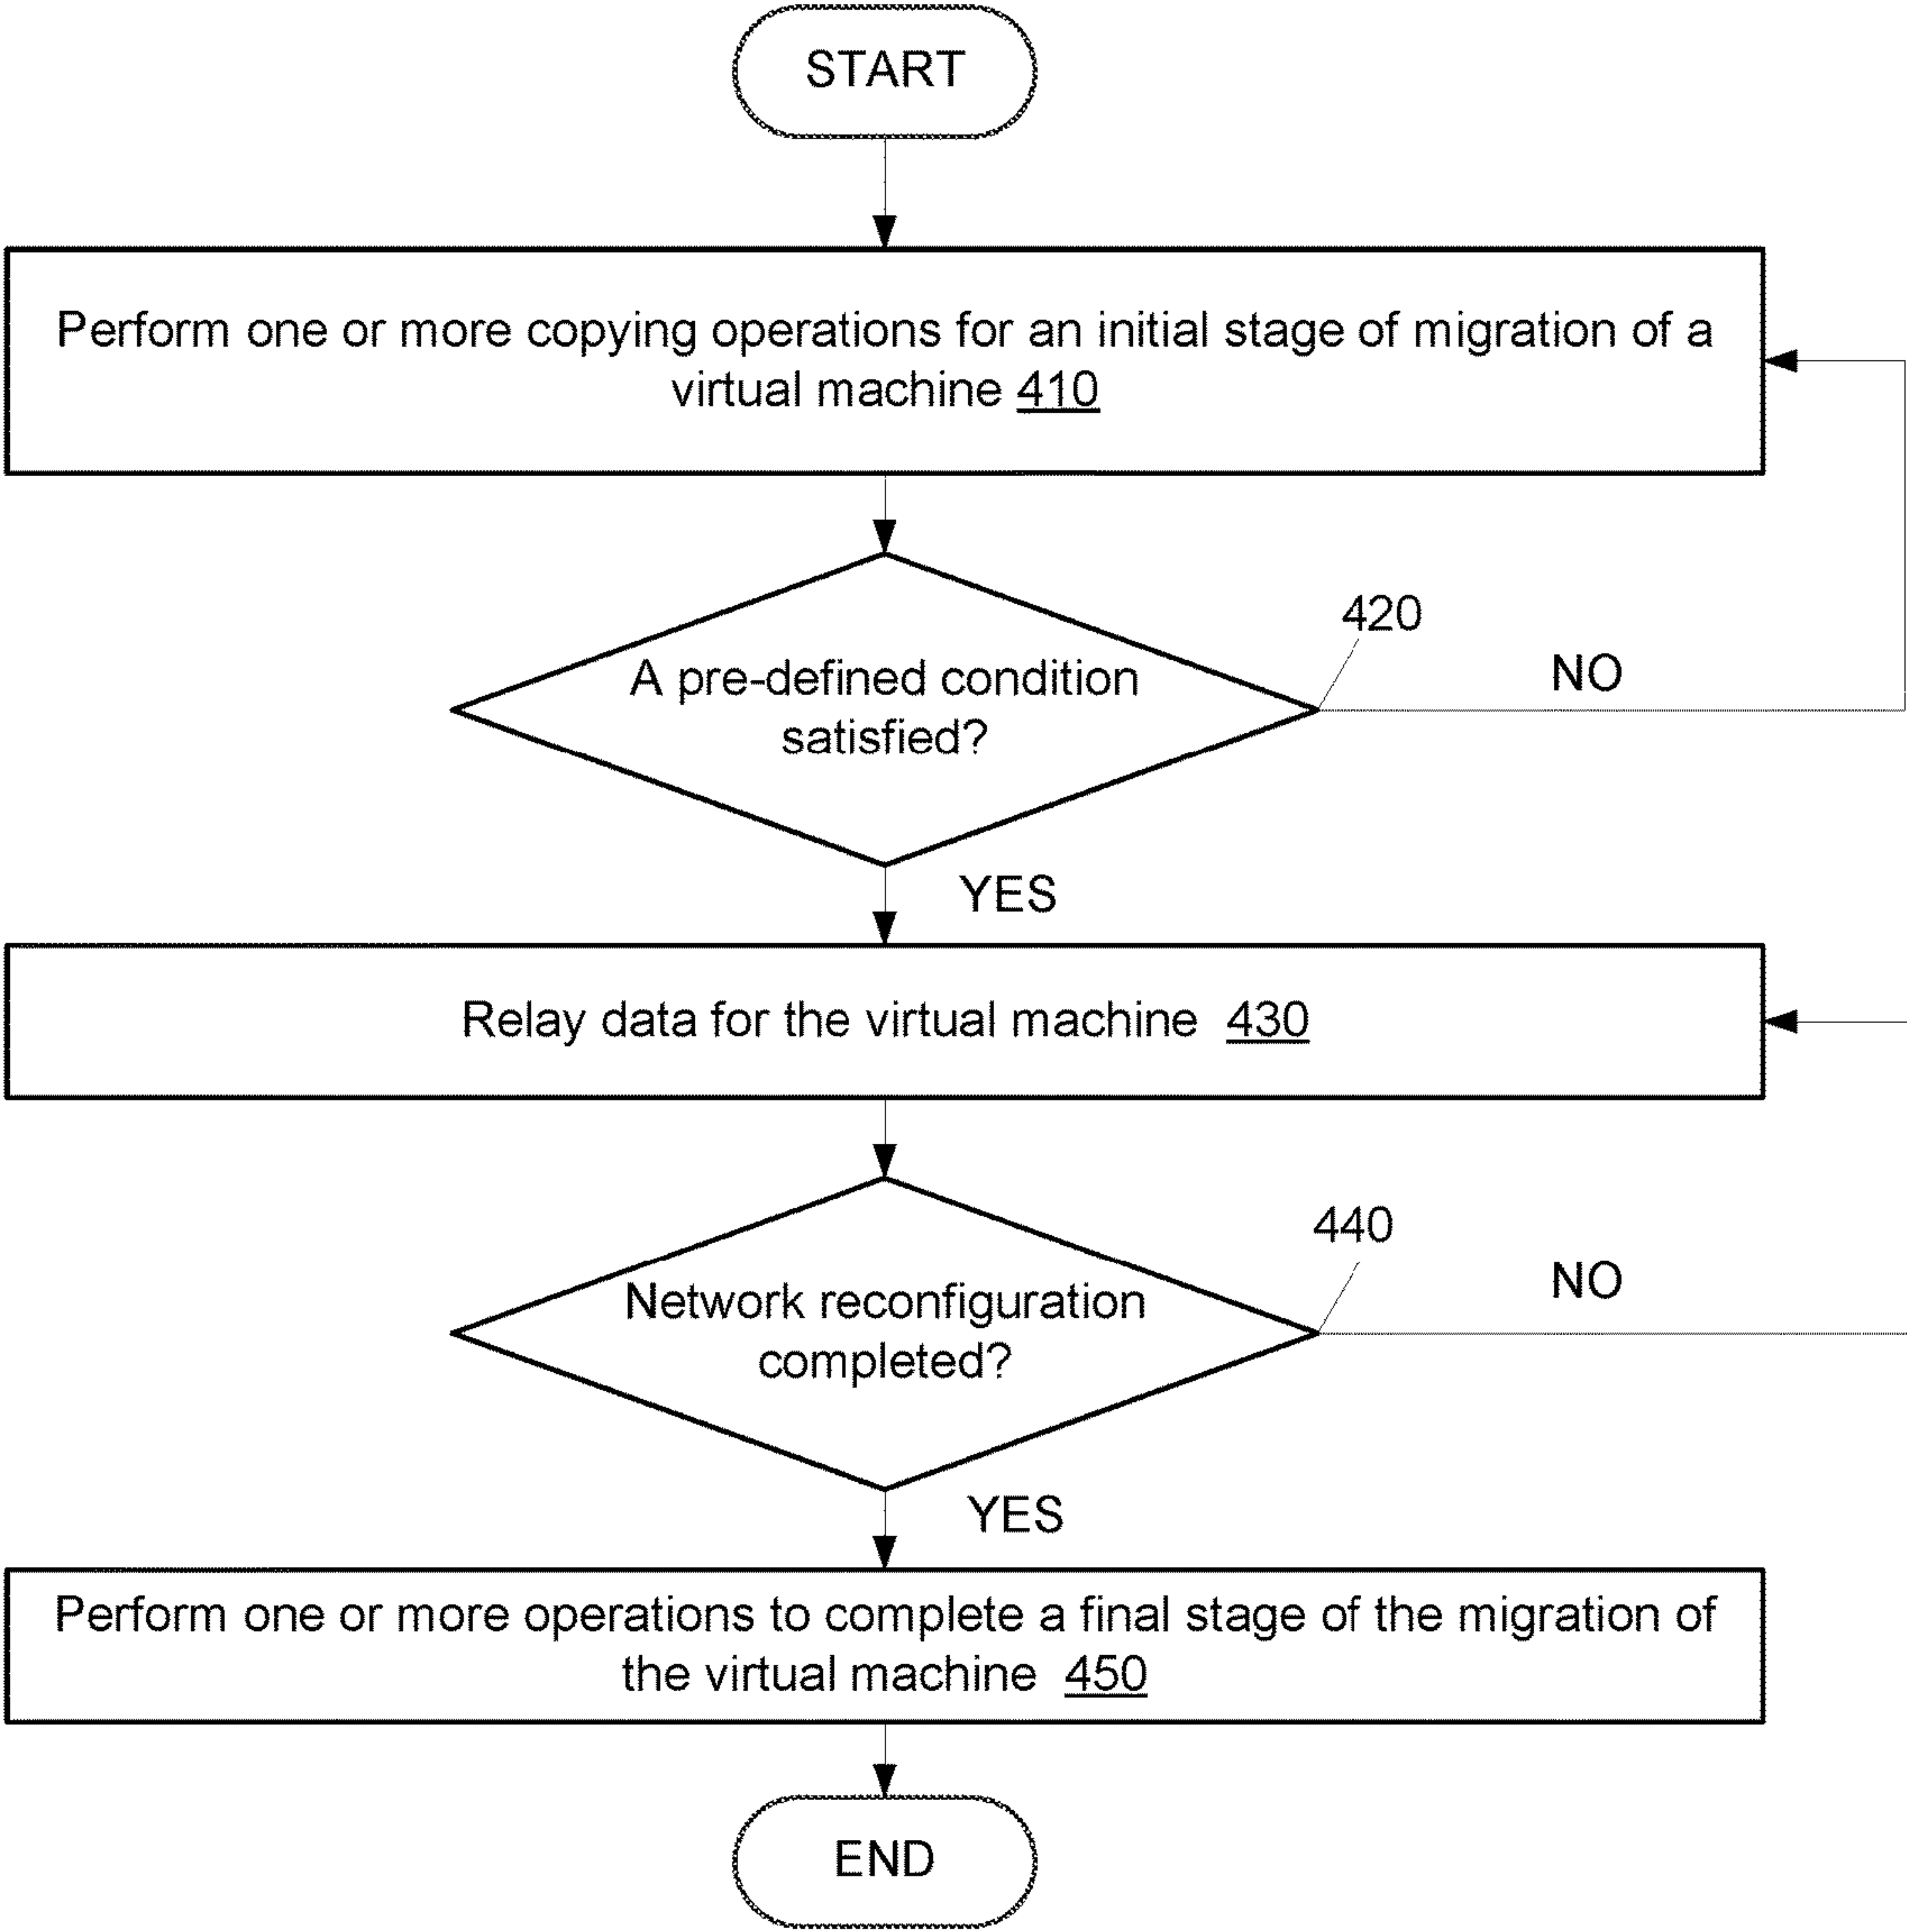 START
Perform one or more copying operations for an initial stage of migration of a
virtual machine 410
420
A pre-defined condition
satisfied?
NO
YES
Relay data for the virtual machine 430
440
Network reconfiguration
completed?
NO
YES
Perform one or more operations to complete a final stage of the migration of
the virtual machine 450
END